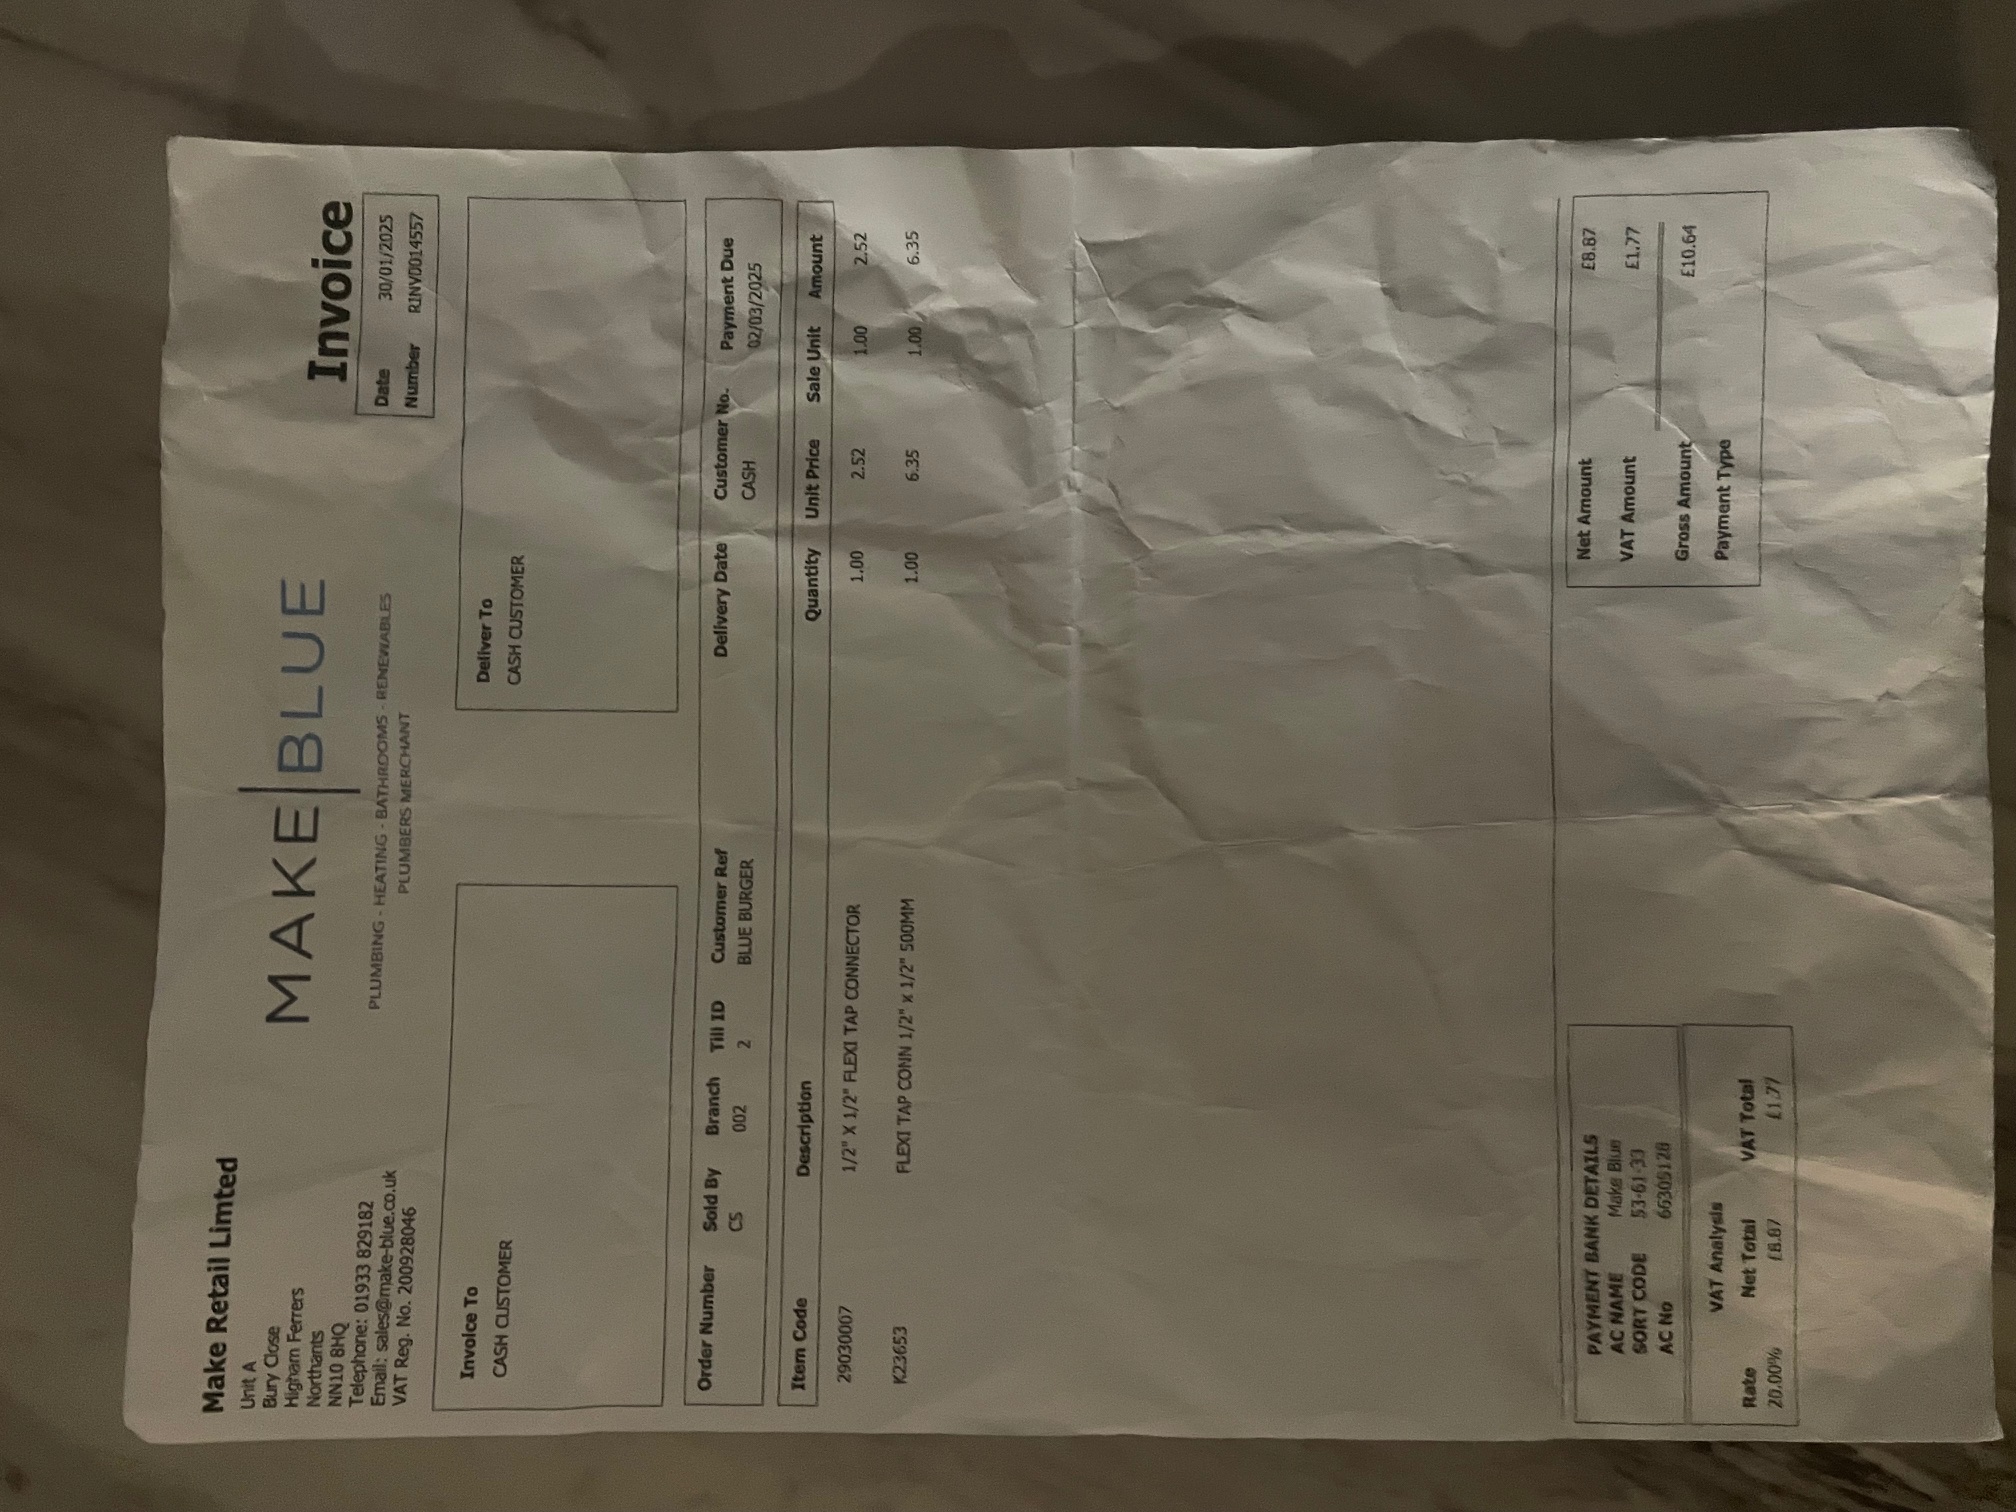 Make Retail Limted
Unit A
Bury Close
Higham Ferrers
Northants
NN10 8HQ
Telephone: 01933 829182
Email: sales@make-blue.co.uk
VAT Reg. No. 200928046
MAKE BLUE
PLUMBING - HEATING - BATHROOMS - RENEWABLES
PLUMBERS MERCHANT
Invoice
Date 30/01/2025
Number RINV0014557
Invoice To
CASH CUSTOMER
Deliver To
CASH CUSTOMER
Order Number Sold By Branch Till ID Customer Ref Delivery Date Customer No. Payment Due
CS 002 2 BLUE BURGER CASH 02/03/2025
Item Code Description Quantity Unit Price Sale Unit Amount
29030007 1/2" X 1/2" FLEXI TAP CONNECTOR 1.00 2.52 1.00 2.52
K23653 FLEXI TAP CONN 1/2" x 1/2" 500MM 1.00 6.35 1.00 6.35
PAYMENT BANK DETAILS
AC NAME Make Blue
SORT CODE 53-61-33
AC No
VAT Analysis
Rate Net Total VAT Total
20.00% £8.87 £1.77
Net Amount £8.87
VAT Amount £1.77
Gross Amount £10.64
Payment Type